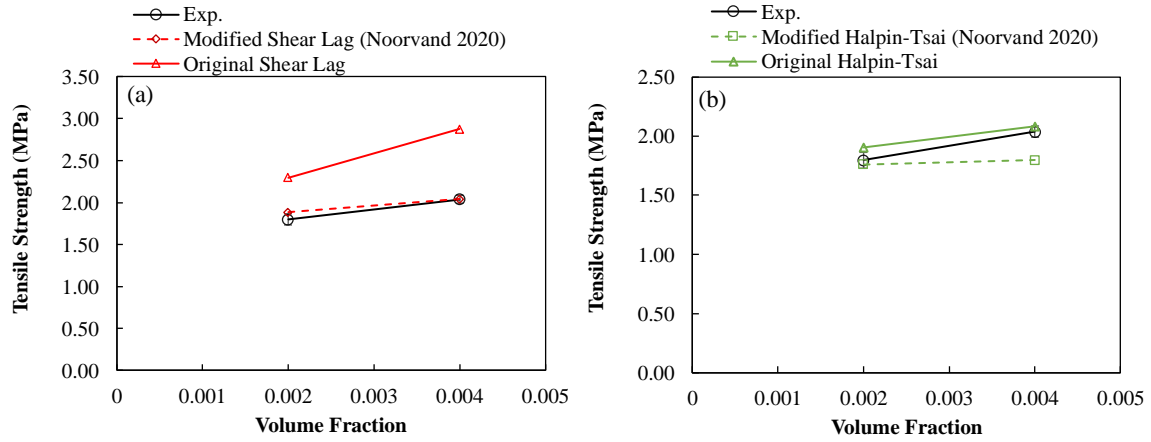 Exp.
Modified Shear Lag (Noorvand 2020)
Original Shear Lag
(a)
Tensile Strength (MPa)
3.50
3.00
2.50
2.00
1.50
1.00
0.50
0.00
0 0.001 0.002 0.003 0.004 0.005
Volume Fraction
Exp.
Modified Halpin-Tsai (Noorvand 2020)
Original Halpin-Tsai
(b)
Tensile Strength (MPa)
2.50
2.00
1.50
1.00
0.50
0.00
0 0.001 0.002 0.003 0.004 0.005
Volume Fraction